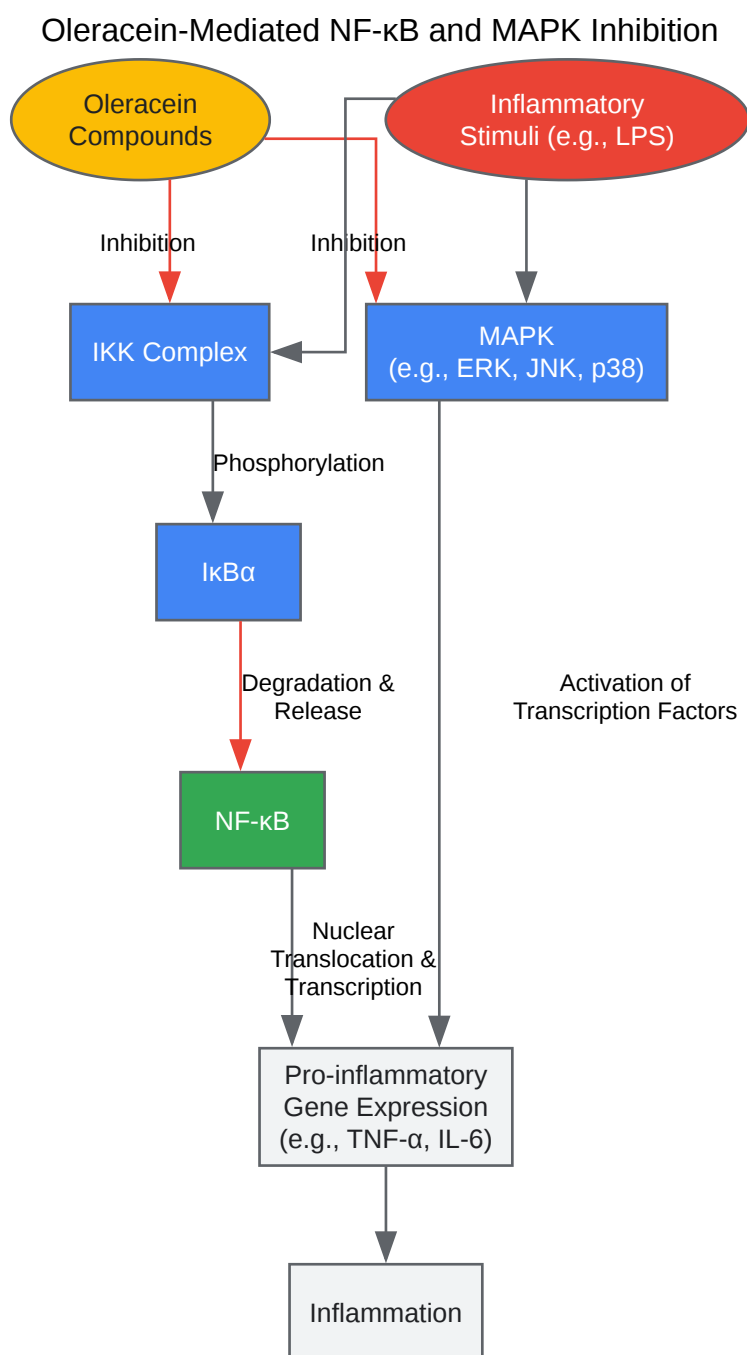 Oleracein-Mediated NF-κB and MAPK Inhibition
Oleracein
Compounds
Inflammatory
Stimuli (e.g., LPS)
Inhibition
Inhibition
IKK Complex
MAPK
(e.g., ERK, JNK, p38)
Phosphorylation
IκBα
Degradation &
Release
Activation of
Transcription Factors
NF-κB
Nuclear
Translocation &
Transcription
Pro-inflammatory
Gene Expression
(e.g., TNF-α, IL-6)
Inflammation